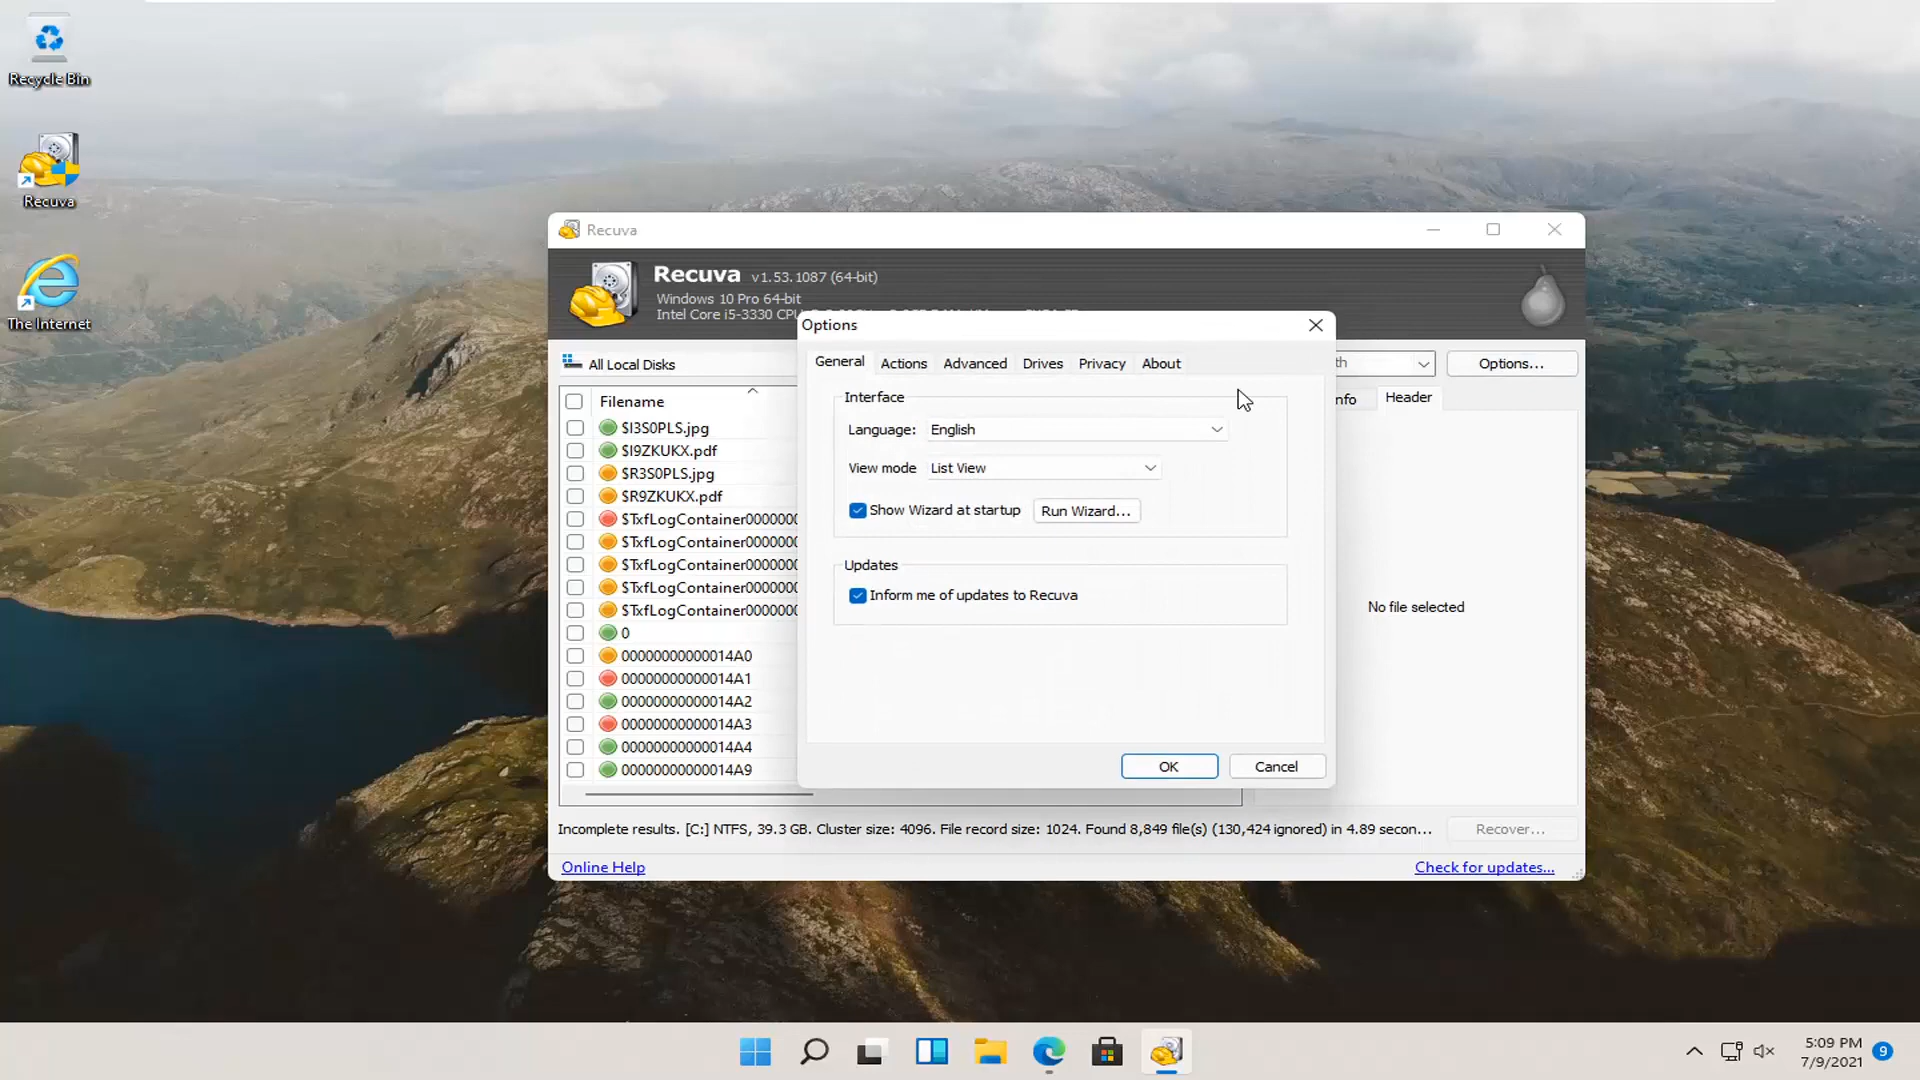 Recycle Bin
Recuva
The Internet
Recuva
Recuva v1.53.1087 (64-bit)
Windows 10 Pro 64-bit
Intel Core i5-3330 CPU
Options
General Actions Advanced Drives Privacy About
Interface
Language: English
View mode List View
Show Wizard at startup Run Wizard...
Updates
Inform me of updates to Recuva
OK Cancel
All Local Disks
Options...
Filename
Header
$I3S0PLS.jpg
$I9ZKUKX.pdf
$R3S0PLS.jpg
$R9ZKUKX.pdf
$TxfLogContainer0000000
$TxfLogContainer0000000
$TxfLogContainer0000000
$TxfLogContainer0000000
$TxfLogContainer0000000
0
00000000000014A0
00000000000014A1
00000000000014A2
00000000000014A3
00000000000014A4
00000000000014A9
No file selected
Incomplete results. [C:] NTFS, 39.3 GB. Cluster size: 4096. File record size: 1024. Found 8,849 file(s) (130,424 ignored) in 4.89 secon...
Recover...
Online Help
Check for updates...
5:09 PM
7/9/2021
9